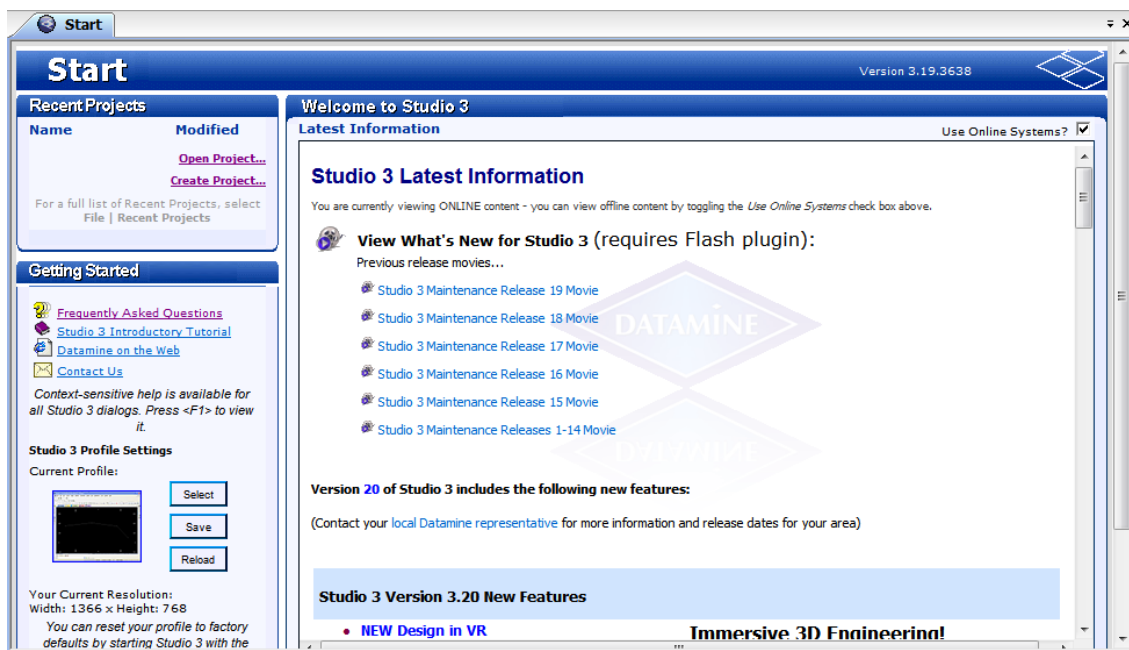 Start
Start
Version 3.19.3638
Recent Projects
Name Modified
Open Project...
Create Project...
For a full list of Recent Projects, select
File | Recent Projects
Getting Started
Frequently Asked Questions
Studio 3 Introductory Tutorial
Datamine on the Web
Contact Us
Context-sensitive help is available for
all Studio 3 dialogs. Press <F1> to view
it.
Studio 3 Profile Settings
Current Profile:
Select
Save
Reload
Your Current Resolution:
Width: 1366 x Height: 768
You can reset your profile to factory
defaults by starting Studio 3 with the
Welcome to Studio 3
Latest Information
Use Online Systems?
Studio 3 Latest Information
You are currently viewing ONLINE content - you can view offline content by toggling the Use Online Systems check box above.
View What's New for Studio 3 (requires Flash plugin):
Previous release movies...
Studio 3 Maintenance Release 19 Movie
Studio 3 Maintenance Release 18 Movie
Studio 3 Maintenance Release 17 Movie
Studio 3 Maintenance Release 16 Movie
Studio 3 Maintenance Release 15 Movie
Studio 3 Maintenance Releases 1-14 Movie
DATAMINE
DATAMINE
Version 20 of Studio 3 includes the following new features:
(Contact your local Datamine representative for more information and release dates for your area)
Studio 3 Version 3.20 New Features
NEW Design in VR
Immersive 3D Engineering!